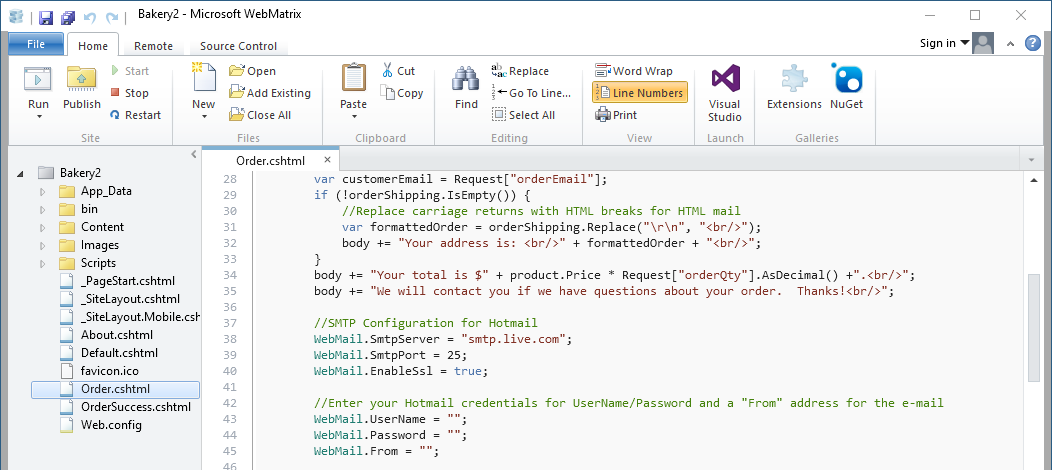 Bakery2 - Microsoft WebMatrix
File Home Remote Source Control Sign in
Run Publish Start Stop Restart
Site
New Open Add Existing Close All
Files
Paste Cut Copy
Clipboard
Find Replace Go To Line... Select All
Editing
Word Wrap Line Numbers Print
View
Visual Studio
Launch
Extensions NuGet
Galleries
Bakery2
App_Data
bin
Content
Images
Scripts
_PageStart.cshtml
_SiteLayout.cshtml
_SiteLayout.Mobile.csh
About.cshtml
Default.cshtml
favicon.ico
Order.cshtml
OrderSuccess.cshtml
Web.config
Order.cshtml
28 var customerEmail = Request["orderEmail"];
29 if (!orderShipping.IsEmpty()) {
30 //Replace carriage returns with HTML breaks for HTML mail
31 var formattedOrder = orderShipping.Replace("\r\n", "<br/>");
32 body += "Your address is: <br/>" + formattedOrder + "<br/>";
33 }
34 body += "Your total is $" + product.Price * Request["orderQty"].AsDecimal() +".<br/>";
35 body += "We will contact you if we have questions about your order.  Thanks!<br/>";
36
37 //SMTP Configuration for Hotmail
38 WebMail.SmtpServer = "smtp.live.com";
39 WebMail.SmtpPort = 25;
40 WebMail.EnableSsl = true;
41
42 //Enter your Hotmail credentials for UserName/Password and a "From" address for the e-mail
43 WebMail.UserName = "";
44 WebMail.Password = "";
45 WebMail.From = "";
46